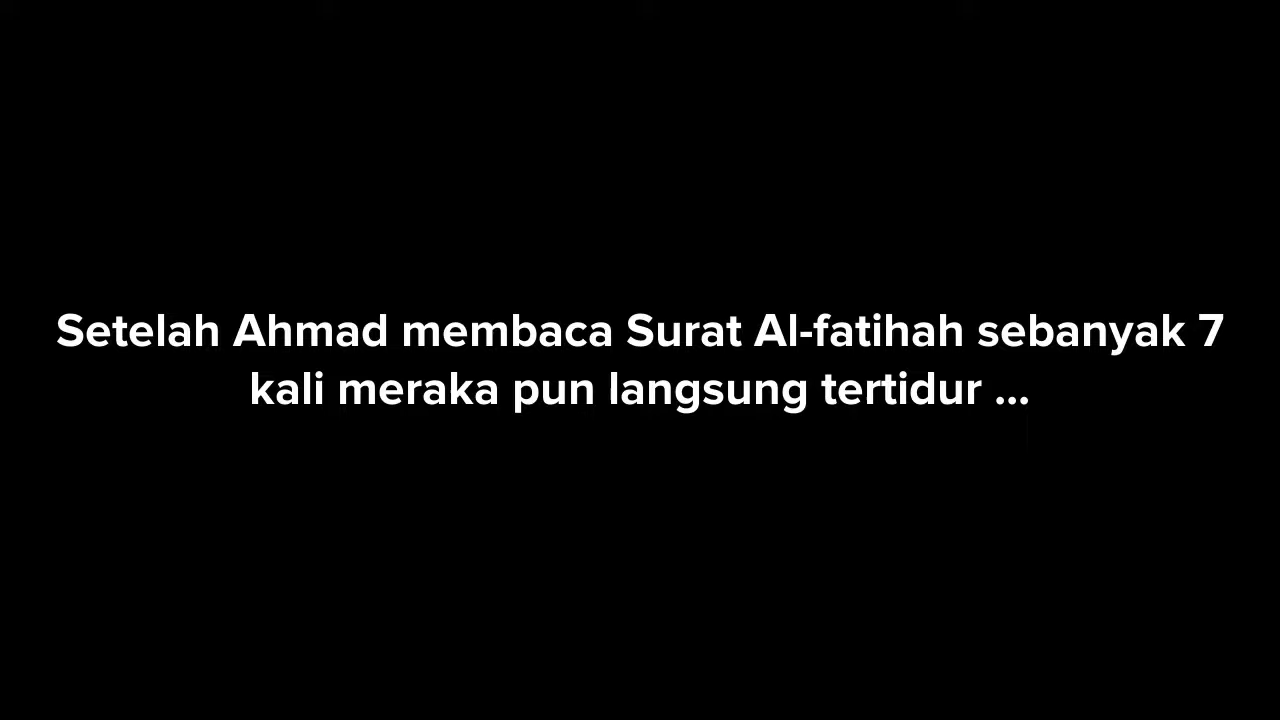 Setelah Ahmad membaca Surat Al-fatihah sebanyak 7
kali meraka pun langsung tertidur ...